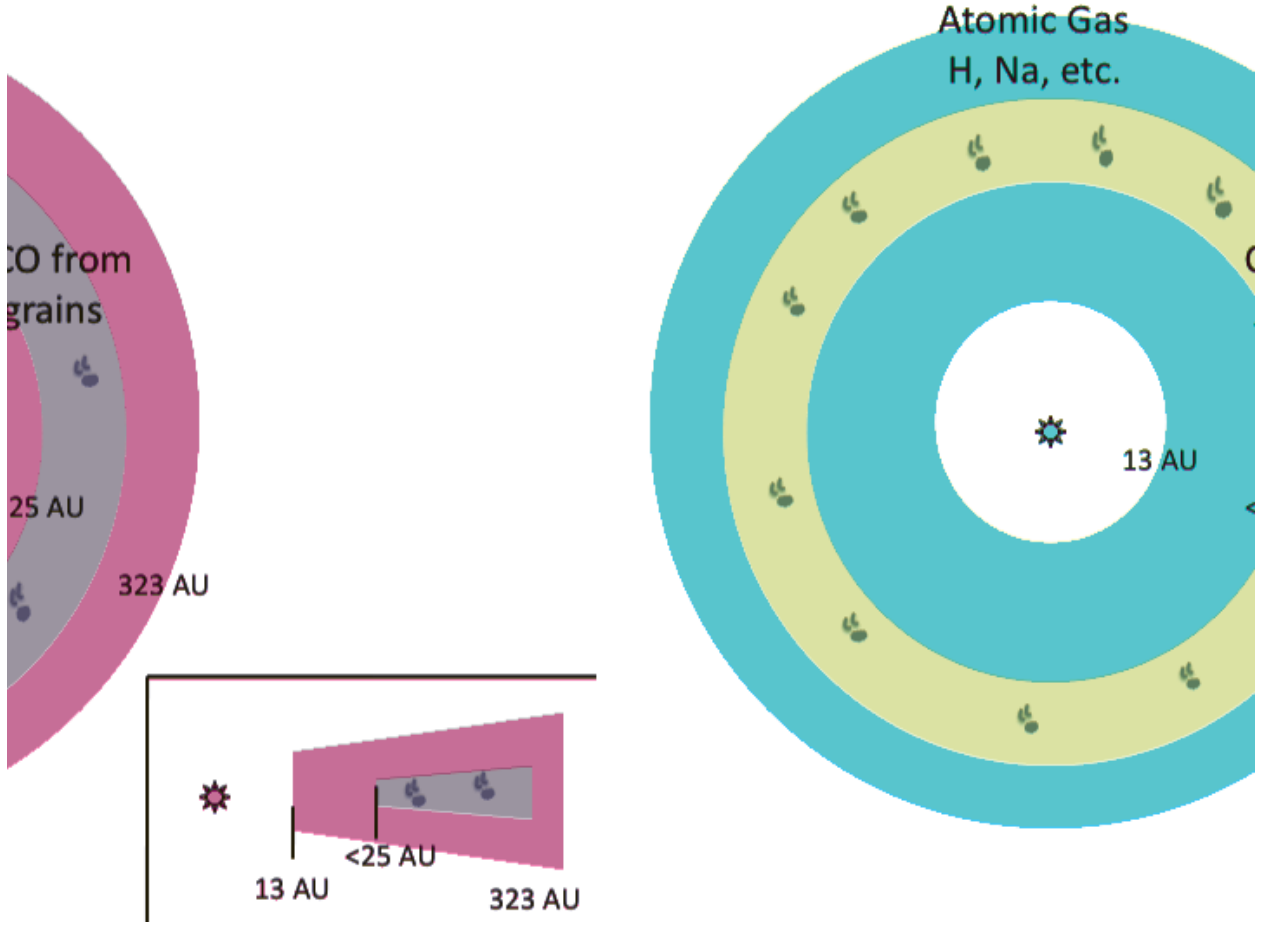 Atomic Gas
H, Na, etc.
CO from
grains
25 AU
323 AU
13 AU
<25 AU
13 AU
323 AU